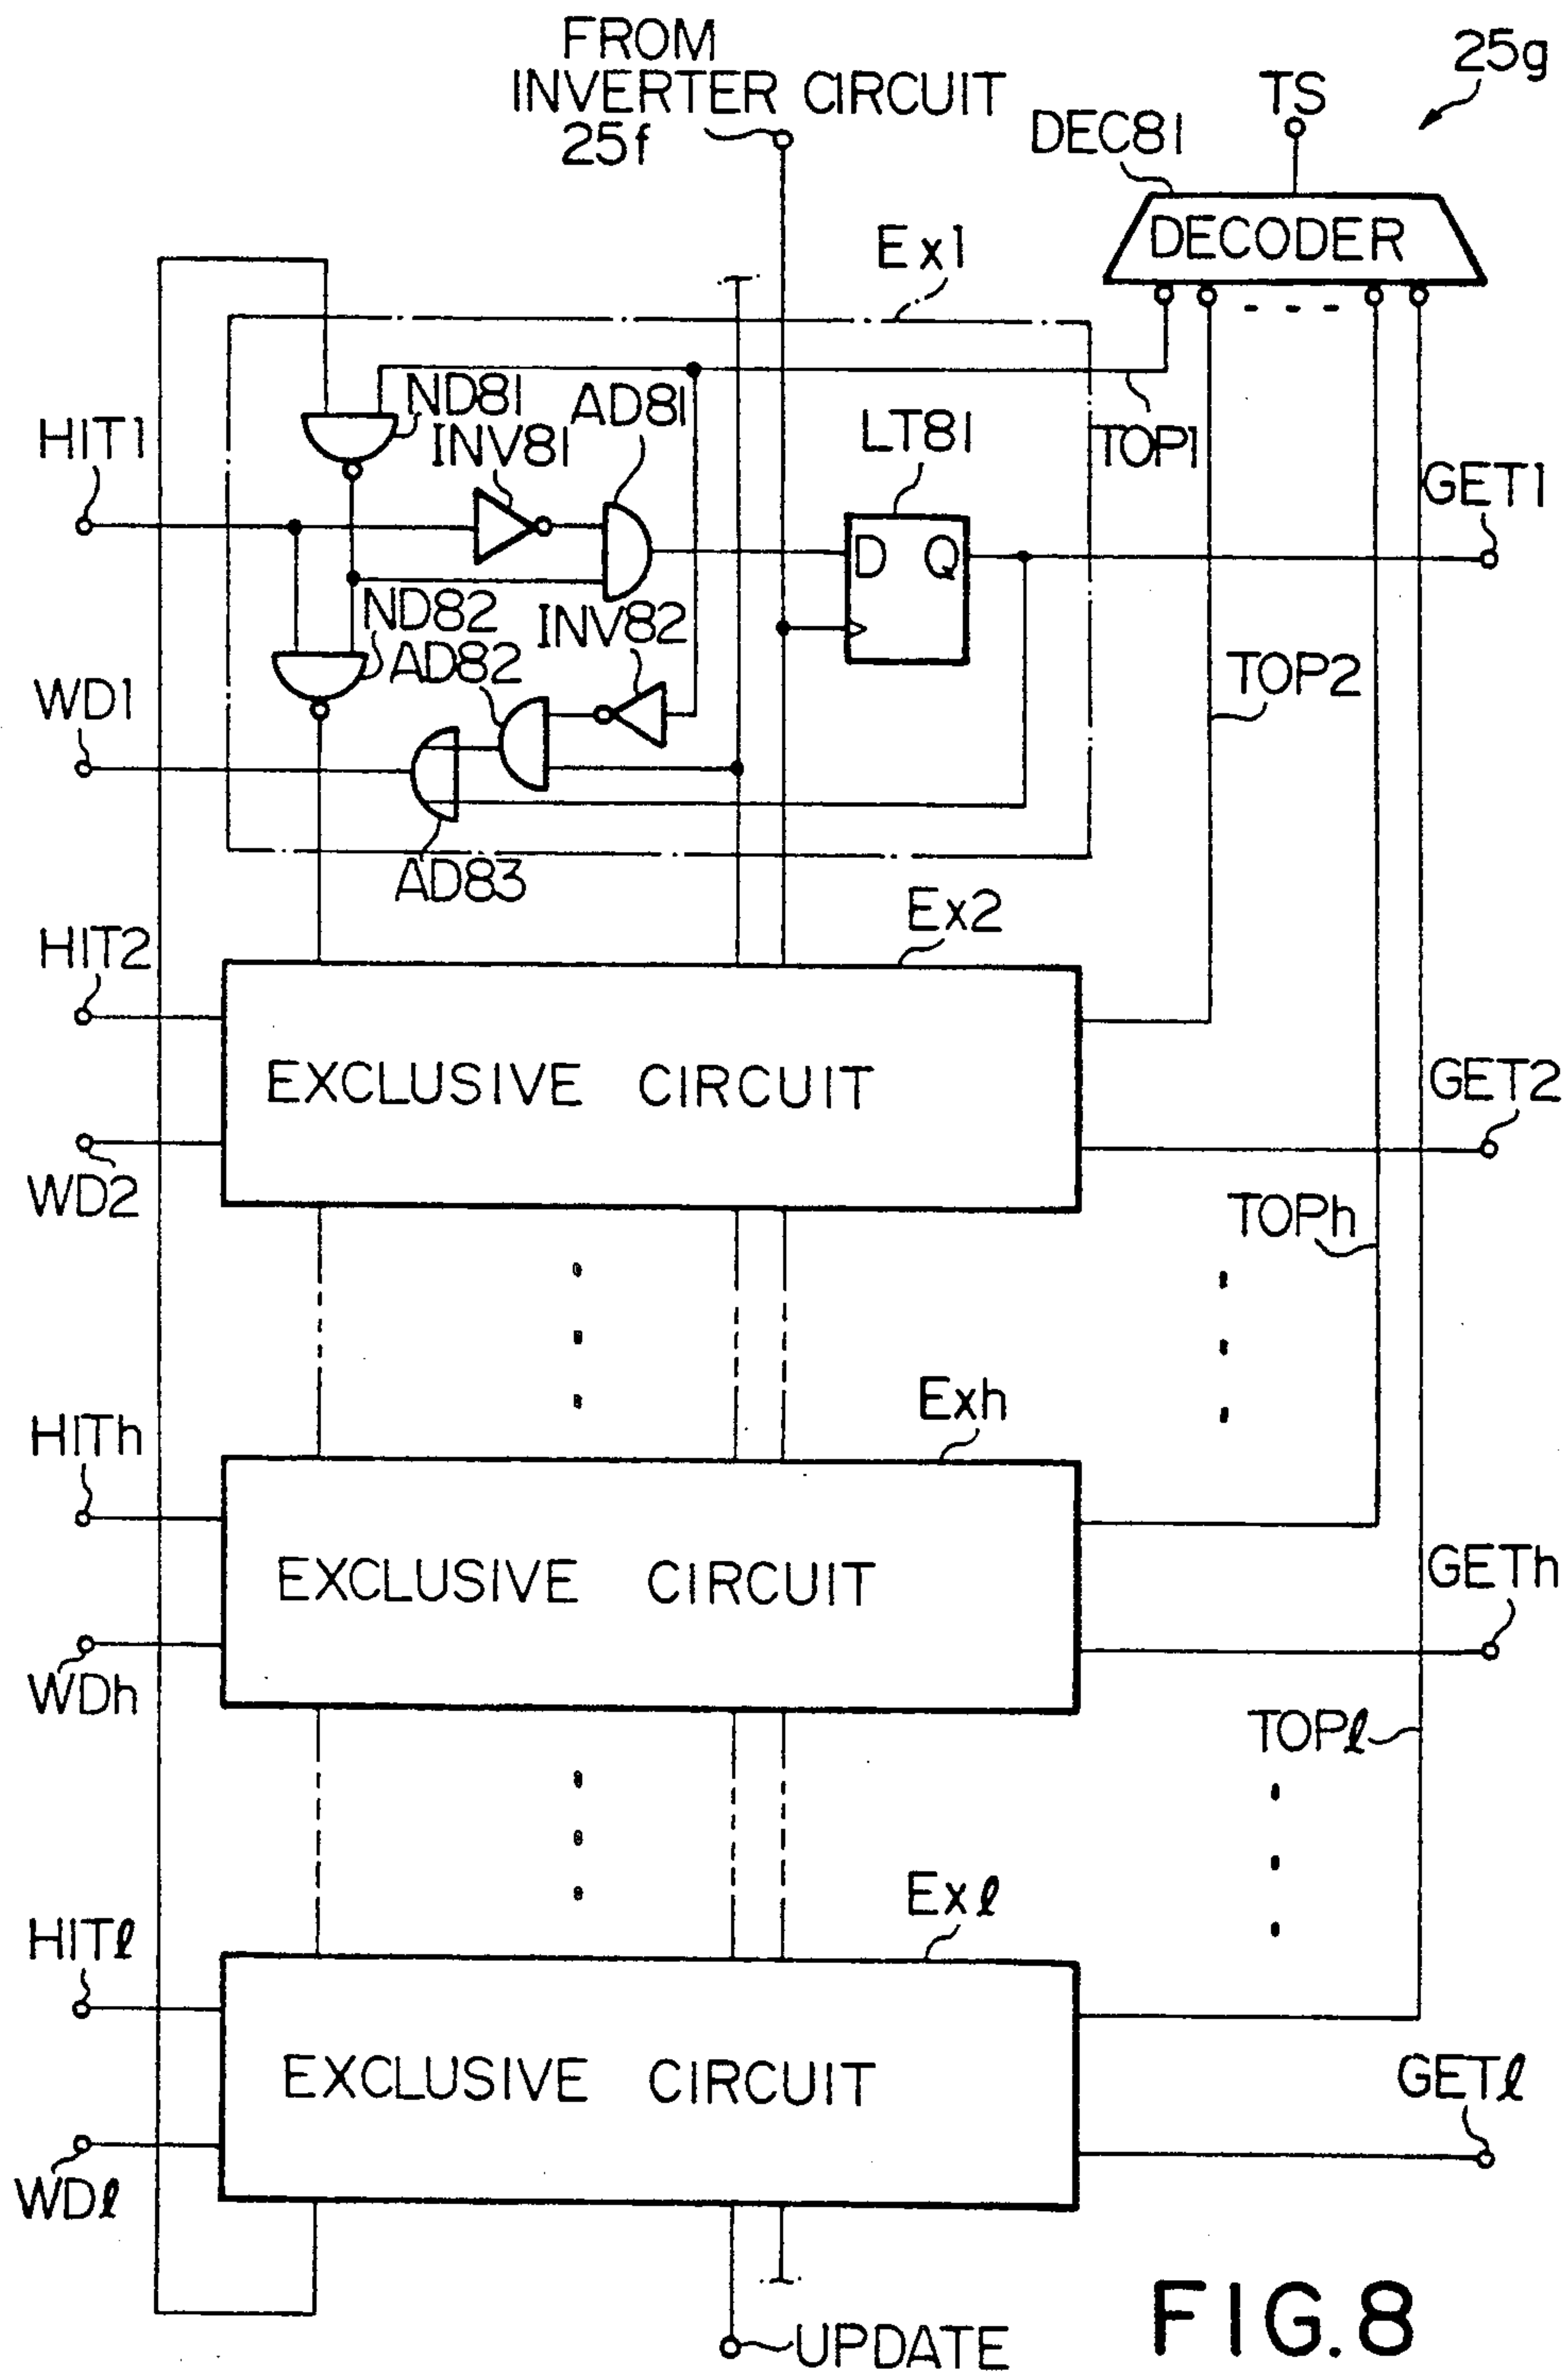 FROM
INVERTER CIRCUIT
25f
25g
TS
DEC81
DECODER
Ex1
ND81
AD81
INV81
HIT1
LT81
TOP1
GET1
D Q
ND82
INV82
AD82
TOP2
WD1
AD83
Ex2
HIT2
EXCLUSIVE CIRCUIT
GET2
WD2
TOPh
Exh
HITh
EXCLUSIVE CIRCUIT
GETh
WDh
TOPℓ
Exℓ
HITℓ
EXCLUSIVE CIRCUIT
GETℓ
WDℓ
UPDATE
FIG.8